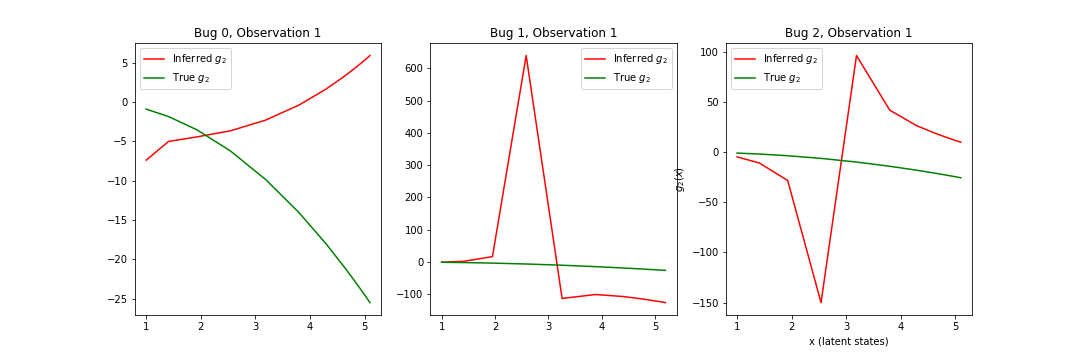 Bug 0, Observation 1
Inferred g₂
True g₂
5
0
−5
−10
−15
−20
−25
1 2 3 4 5
Bug 1, Observation 1
Inferred g₂
True g₂
600
500
400
300
200
100
0
−100
1 2 3 4 5
Bug 2, Observation 1
Inferred g₂
True g₂
g₂(x)
100
50
0
−50
−100
−150
1 2 3 4 5
x (latent states)